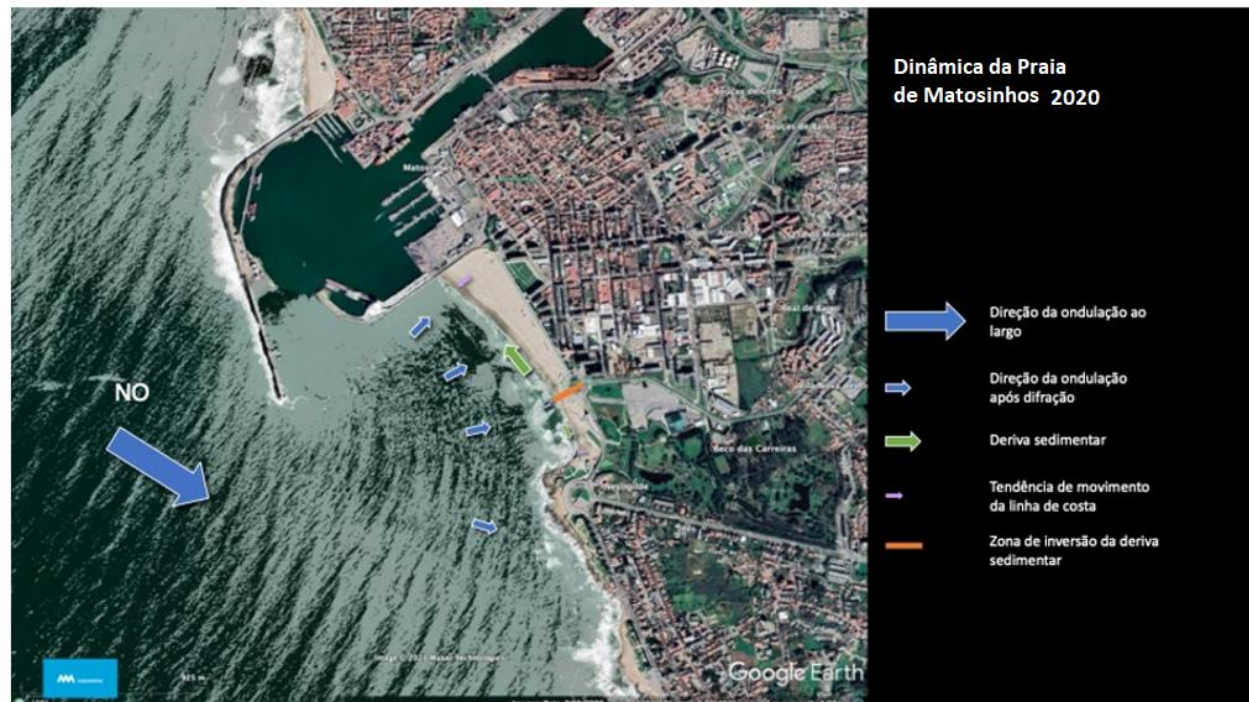 Dinâmica da Praia
de Matosinhos 2020
Direção da ondulação ao
largo
Direção da ondulação
após difração
Deriva sedimentar
Tendência de movimento
da linha de costa
Zona de inversão da deriva
sedimentar
NO
Beco das Carreiras
Nevogilde
Google Earth